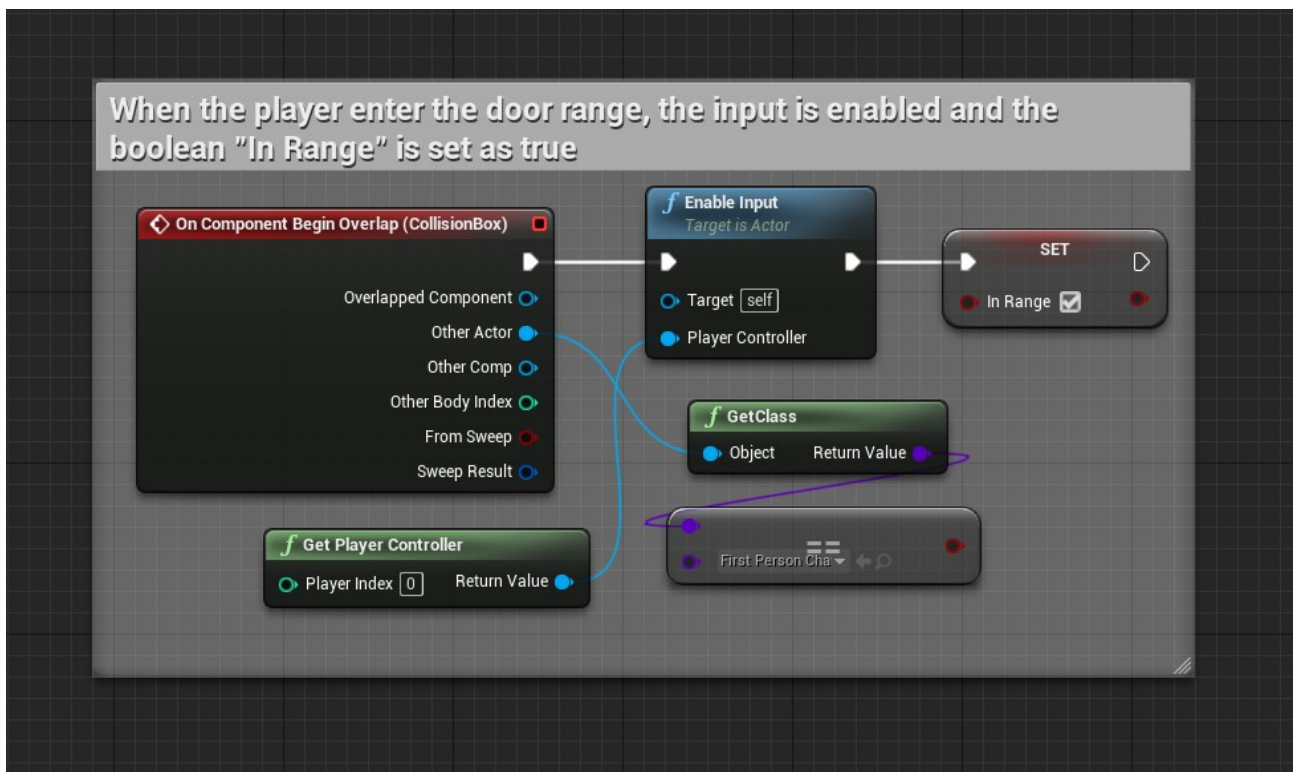 When the player enter the door range, the input is enabled and the
boolean "In Range" is set as true
On Component Begin Overlap (CollisionBox)
Overlapped Component
Other Actor
Other Comp
Other Body Index
From Sweep
Sweep Result
f Enable Input
Target is Actor
Target self
Player Controller
SET
In Range
f GetClass
Object Return Value
f Get Player Controller
Player Index 0 Return Value
==
First Person Cha